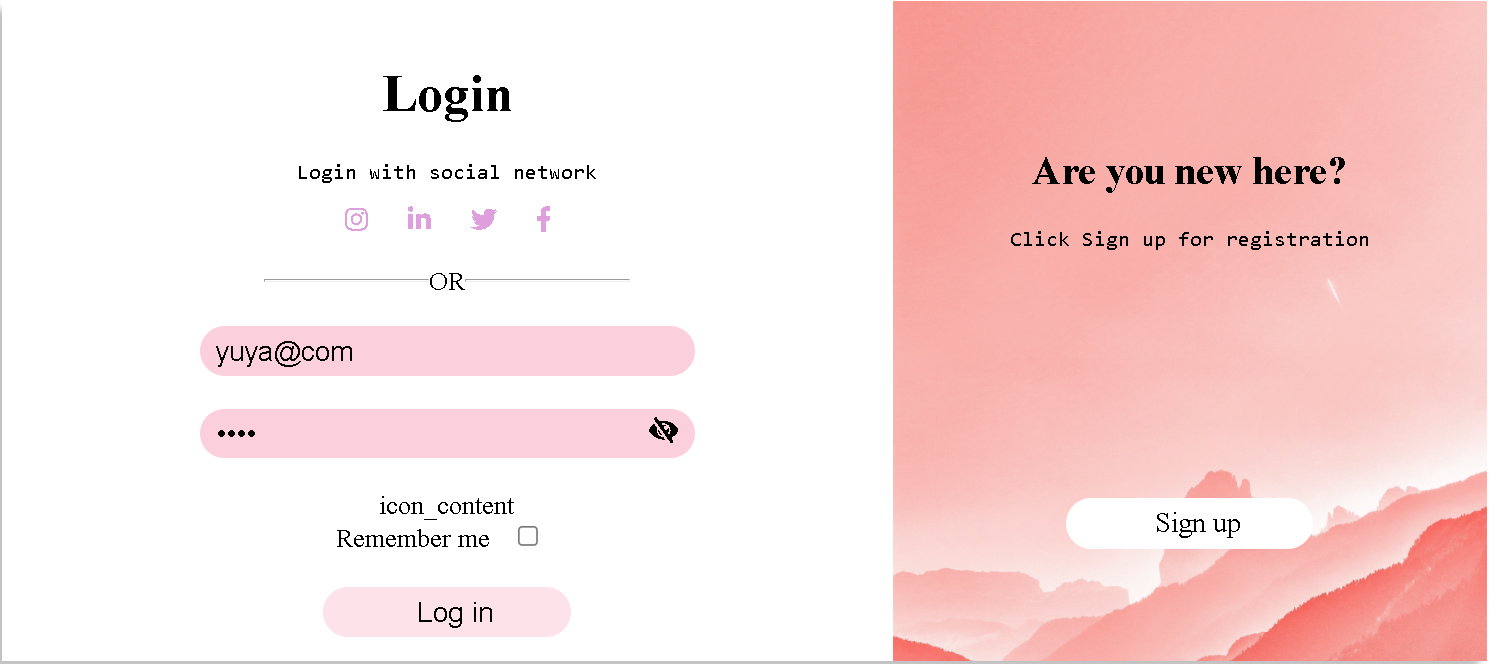 Login
Login with social network
OR
yuya@com
••••
icon_content
Remember me
Log in
Are you new here?
Click Sign up for registration
Sign up